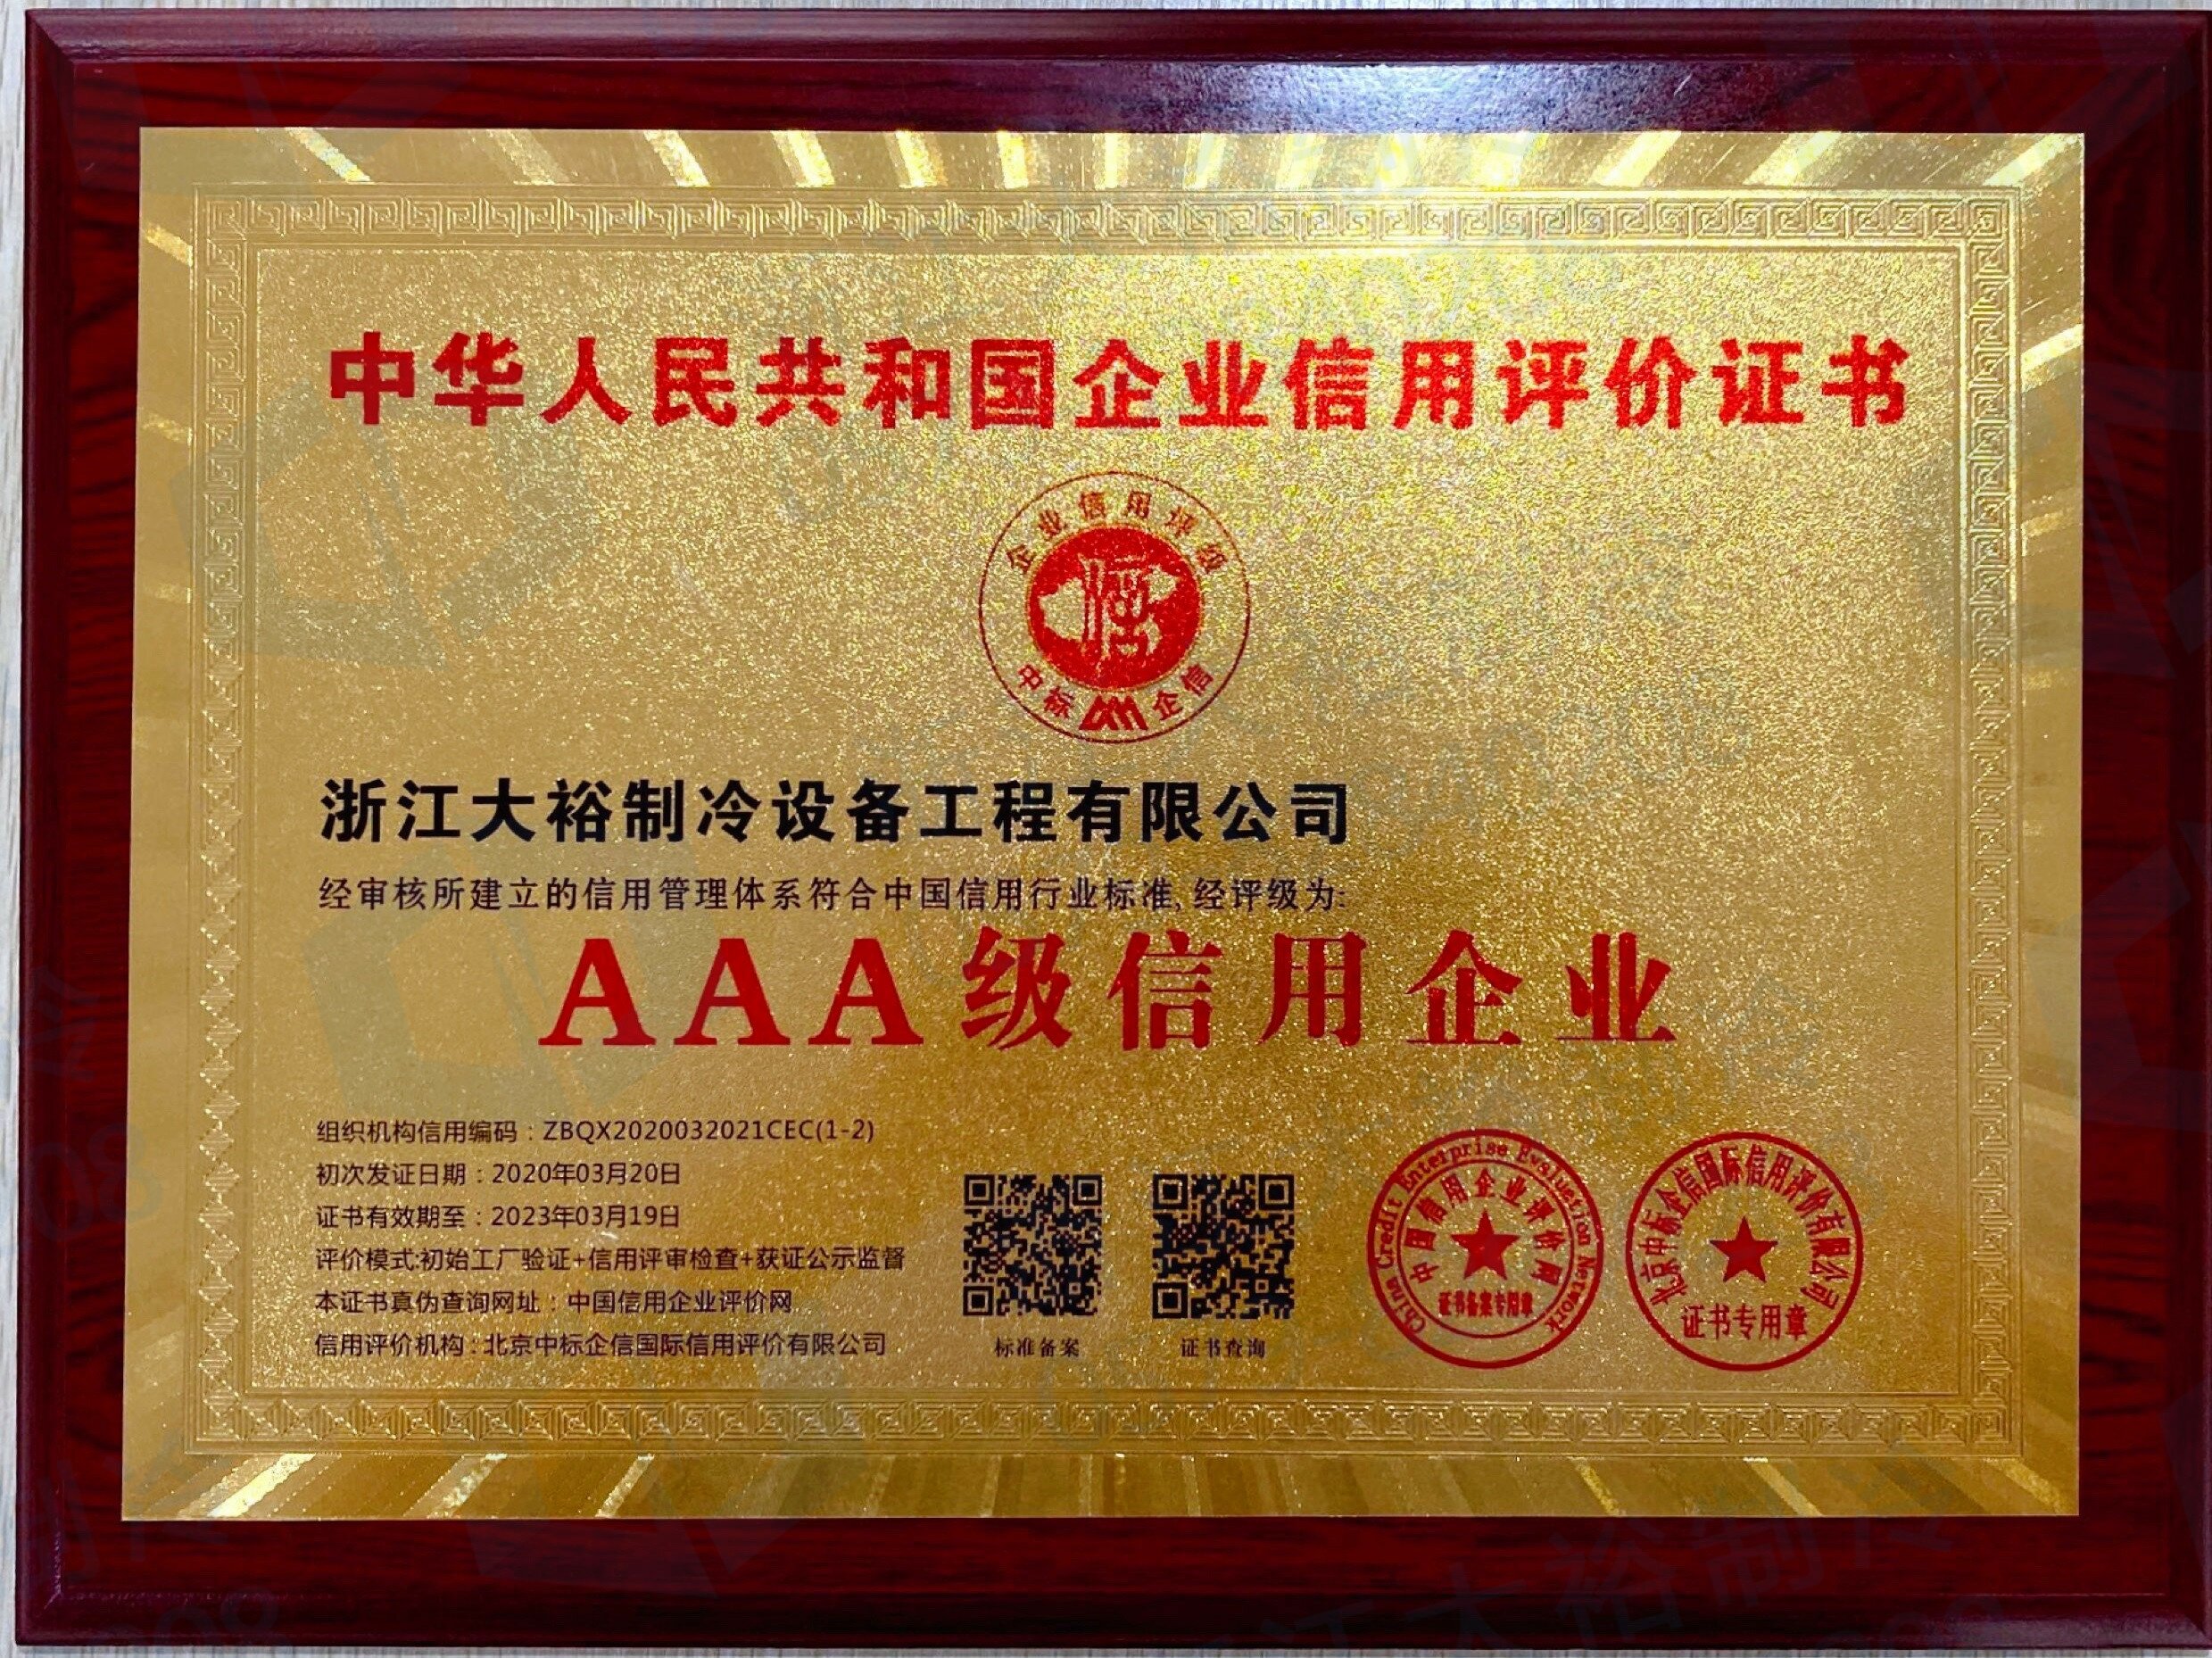 中华人民共和国企业信用评价证书
企业信用评级
中标企信
浙江大裕制冷设备工程有限公司
经审核所建立的信用管理体系符合中国信用行业标准,经评级为:
AAA级信用企业
组织机构信用编码：ZBQX2020032021CEC(1-2)
初次发证日期：2020年03月20日
证书有效期至：2023年03月19日
评价模式:初始工厂验证+信用评审检查+获证公示监督
本证书真伪查询网址：中国信用企业评价网
信用评价机构：北京中标企信国际信用评价有限公司
标准备案
证书查询
China Credit Enterprise Evaluation Network
中国信用企业评价网
证书备案专用章
北京中标企信国际信用评价有限公司
证书专用章
浙江大裕制冷